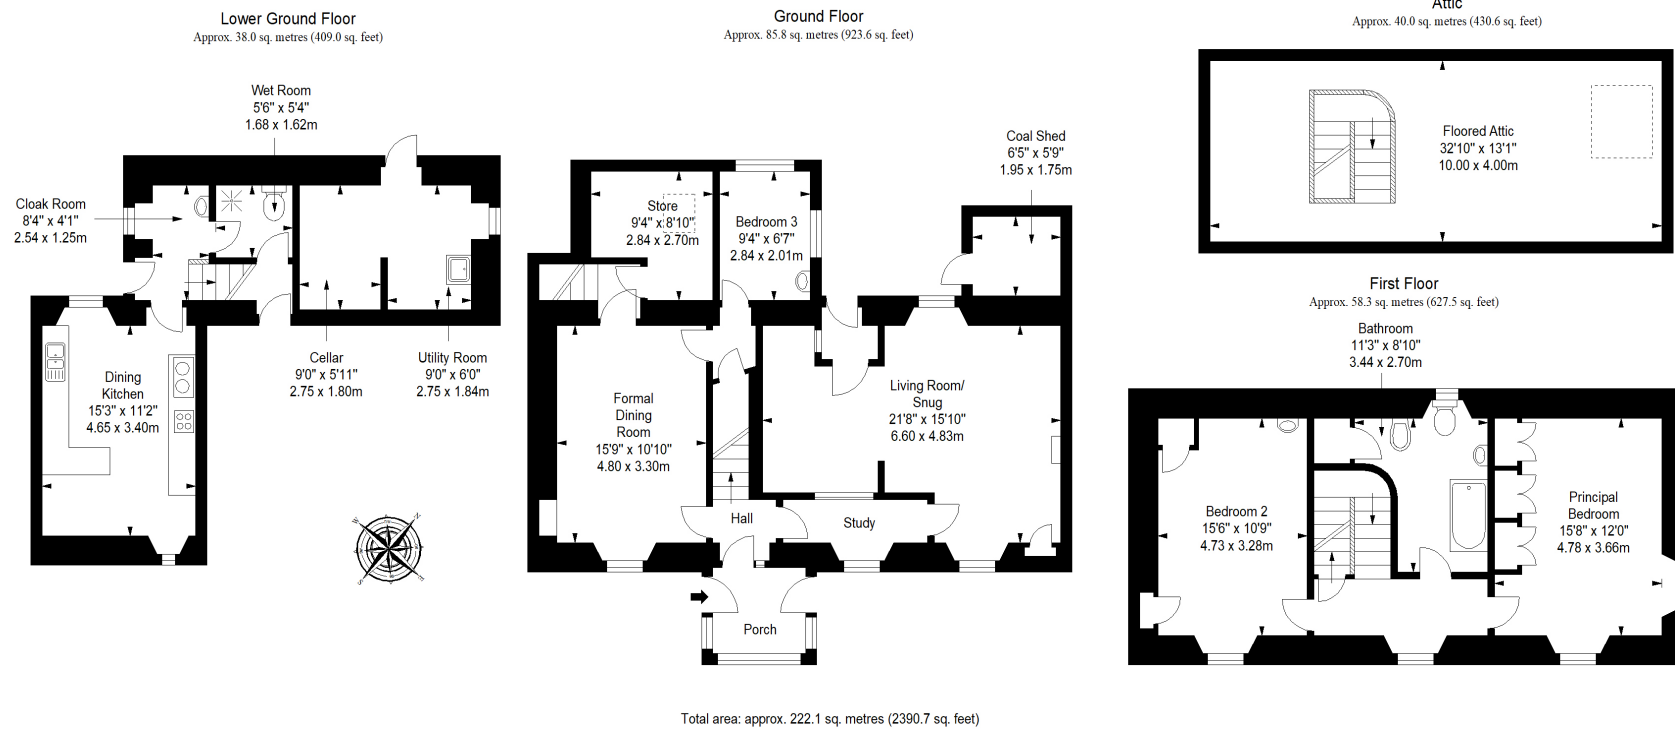 Lower Ground Floor
Approx. 38.0 sq. metres (409.0 sq. feet)
Wet Room
5'6" x 5'4"
1.68 x 1.62m
Cloak Room
8'4" x 4'1"
2.54 x 1.25m
Dining
Kitchen
15'3" x 11'2"
4.65 x 3.40m
Cellar
9'0" x 5'11"
2.75 x 1.80m
Utility Room
9'0" x 6'0"
2.75 x 1.84m
W
N
S
E
Ground Floor
Approx. 85.8 sq. metres (923.6 sq. feet)
Coal Shed
6'5" x 5'9"
1.95 x 1.75m
Store
9'4" x 8'10"
2.84 x 2.70m
Bedroom 3
9'4" x 6'7"
2.84 x 2.01m
Formal
Dining
Room
15'9" x 10'10"
4.80 x 3.30m
Living Room/
Snug
21'8" x 15'10"
6.60 x 4.83m
Hall
Study
Porch
Attic
Approx. 40.0 sq. metres (430.6 sq. feet)
Floored Attic
32'10" x 13'1"
10.00 x 4.00m
First Floor
Approx. 58.3 sq. metres (627.5 sq. feet)
Bathroom
11'3" x 8'10"
3.44 x 2.70m
Bedroom 2
15'6" x 10'9"
4.73 x 3.28m
Principal
Bedroom
15'8" x 12'0"
4.78 x 3.66m
Total area: approx. 222.1 sq. metres (2390.7 sq. feet)